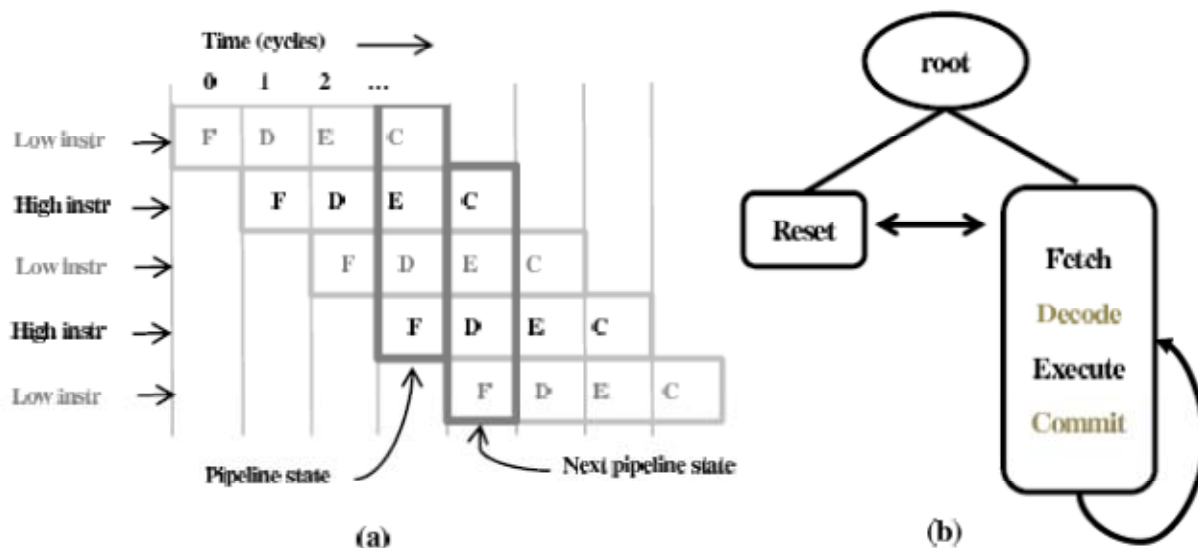 Time (cycles)
0 1 2 ...
Low instr F D E C
High instr F D E C
Low instr F D E C
High instr F D E C
Low instr F D E C
Pipeline state
Next pipeline state
(a)
root
Reset
Fetch
Decode
Execute
Commit
(b)